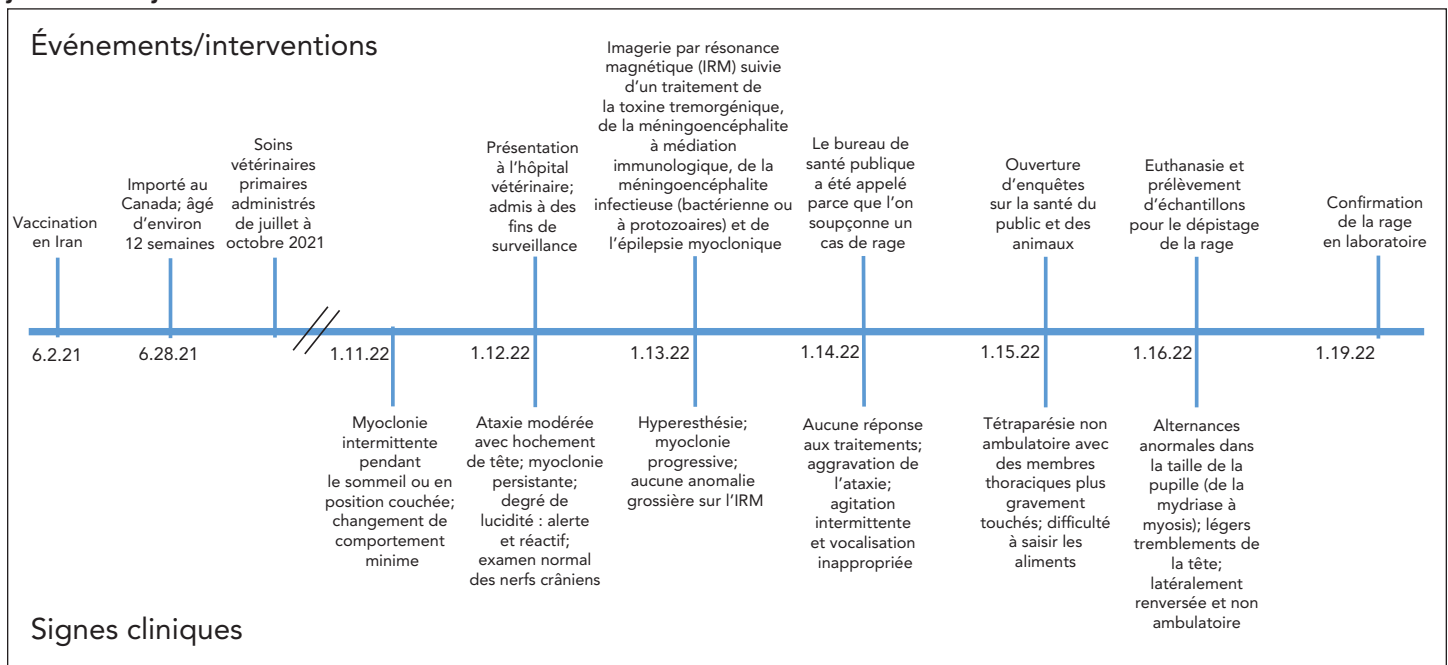 Événements/interventions
Vaccination
en Iran
Importé au
Canada; âgé
d'environ
12 semaines
Soins
vétérinaires
primaires
administrés
de juillet à
octobre 2021
Présentation
à l'hôpital
vétérinaire;
admis à des
fins de
surveillance
Imagerie par résonance
magnétique (IRM) suivie
d'un traitement de
la toxine tremorgénique,
de la méningoencéphalite
à médiation
immunologique, de la
méningoencéphalite
infectieuse (bactérienne ou
à protozoaires) et de
l'épilepsie myoclonique
Le bureau de
santé publique
a été appelé
parce que l'on
soupçonne un
cas de rage
Ouverture
d'enquêtes
sur la santé du
public et des
animaux
Euthanasie et
prélèvement
d'échantillons
pour le dépistage
de la rage
Confirmation
de la rage
en laboratoire
6.2.21
6.28.21
1.11.22
1.12.22
1.13.22
1.14.22
1.15.22
1.16.22
1.19.22
Myoclonie
intermittente
pendant
le sommeil ou en
position couchée;
changement de
comportement
minime
Ataxie modérée
avec hochement
de tête; myoclonie
persistante;
degré de
lucidité : alerte
et réactif;
examen normal
des nerfs crâniens
Hyperesthésie;
myoclonie
progressive;
aucune anomalie
grossière sur l'IRM
Aucune réponse
aux traitements;
aggravation de
l'ataxie;
agitation
intermittente
et vocalisation
inappropriée
Tétraparésie non
ambulatoire avec
des membres
thoraciques plus
gravement
touchés; difficulté
à saisir les
aliments
Alternances
anormales dans
la taille de la
pupille (de la
mydriase à
myosis); légers
tremblements de
la tête;
latéralement
renversée et non
ambulatoire
Signes cliniques